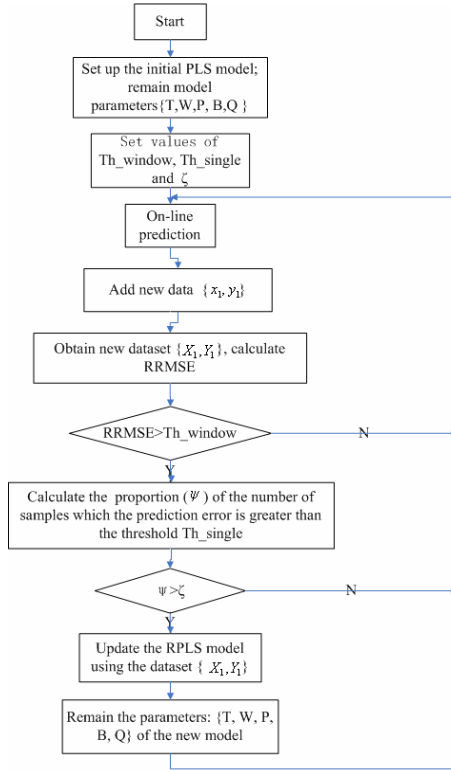 Start
Set up the initial PLS model;
remain model
parameters{T,W,P, B,Q }
Set values of
Th_window, Th_single
and ζ
On-line
prediction
Add new data { x₁, y₁}
Obtain new dataset {X₁,Y₁}, calculate
RRMSE
RRMSE>Th_window
N
Y
Calculate the proportion (Ψ) of the number of
samples which the prediction error is greater than
the threshold Th_single
Ψ>ζ
N
Y
Update the RPLS model
using the dataset { X₁,Y₁}
Remain the parameters: {T, W, P,
B, Q} of the new model